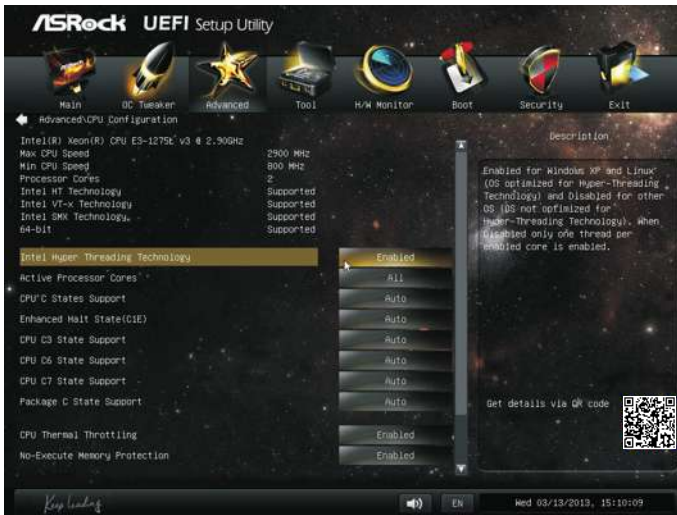 ASRock UEFI Setup Utility
Main OC Tweaker Advanced Tool H/W Monitor Boot Security Exit
Advanced\CPU Configuration
Description
Intel(R) Xeon(R) CPU E3-1275L v3 @ 2.90GHz
Max CPU Speed 2900 MHz
Min CPU Speed 800 MHz
Processor Cores 2
Intel HT Technology Supported
Intel VT-x Technology Supported
Intel SMX Technology Supported
64-bit Supported
Enabled for Windows XP and Linux
(OS optimized for Hyper-Threading
Technology) and Disabled for other
OS (OS not optimized for
Hyper-Threading Technology). When
Disabled only one thread per
enabled core is enabled.
Intel Hyper Threading Technology Enabled
Active Processor Cores All
CPU C States Support Auto
Enhanced Halt State(C1E) Auto
CPU C3 State Support Auto
CPU C6 State Support Auto
CPU C7 State Support Auto
Package C State Support Auto
Get details via QR code
CPU Thermal Throttling Enabled
No-Execute Memory Protection Enabled
Keep Leading
EN
Wed 03/13/2013, 15:10:09